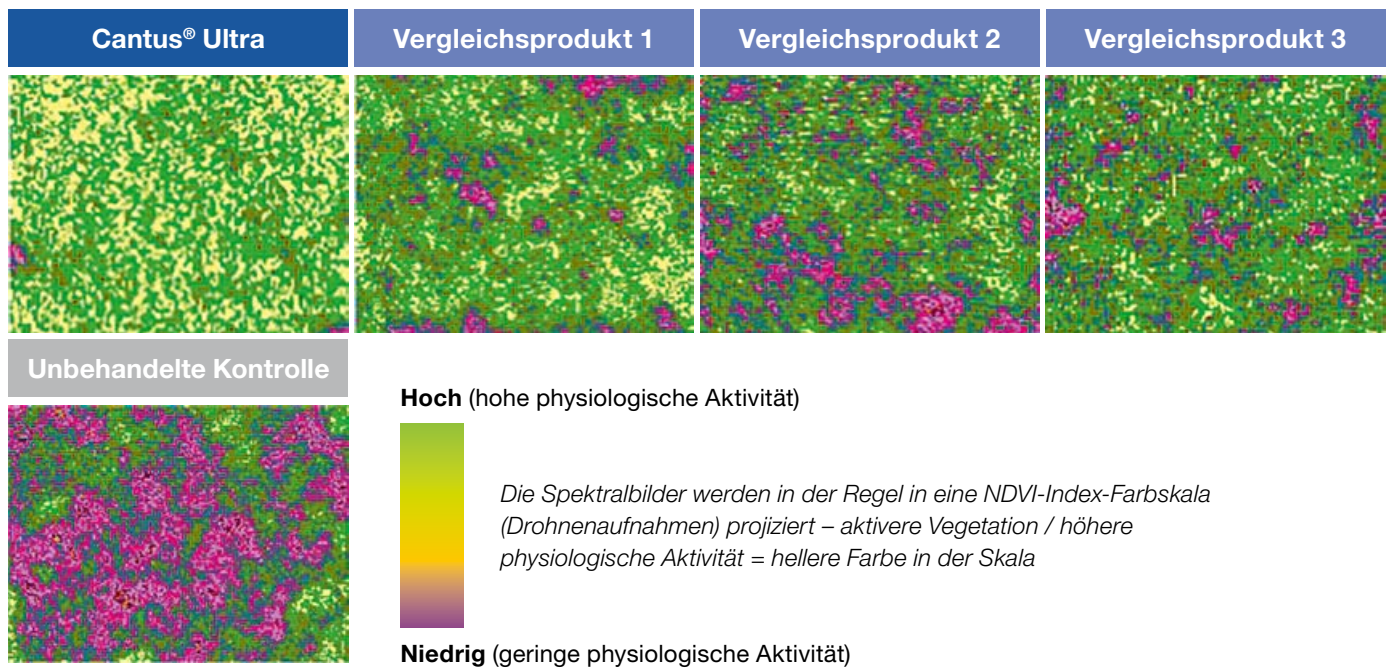 Cantus® Ultra
Vergleichsprodukt 1
Vergleichsprodukt 2
Vergleichsprodukt 3
Unbehandelte Kontrolle
Hoch (hohe physiologische Aktivität)
Die Spektralbilder werden in der Regel in eine NDVI-Index-Farbskala
(Drohnenaufnahmen) projiziert – aktivere Vegetation / höhere
physiologische Aktivität = hellere Farbe in der Skala
Niedrig (geringe physiologische Aktivität)